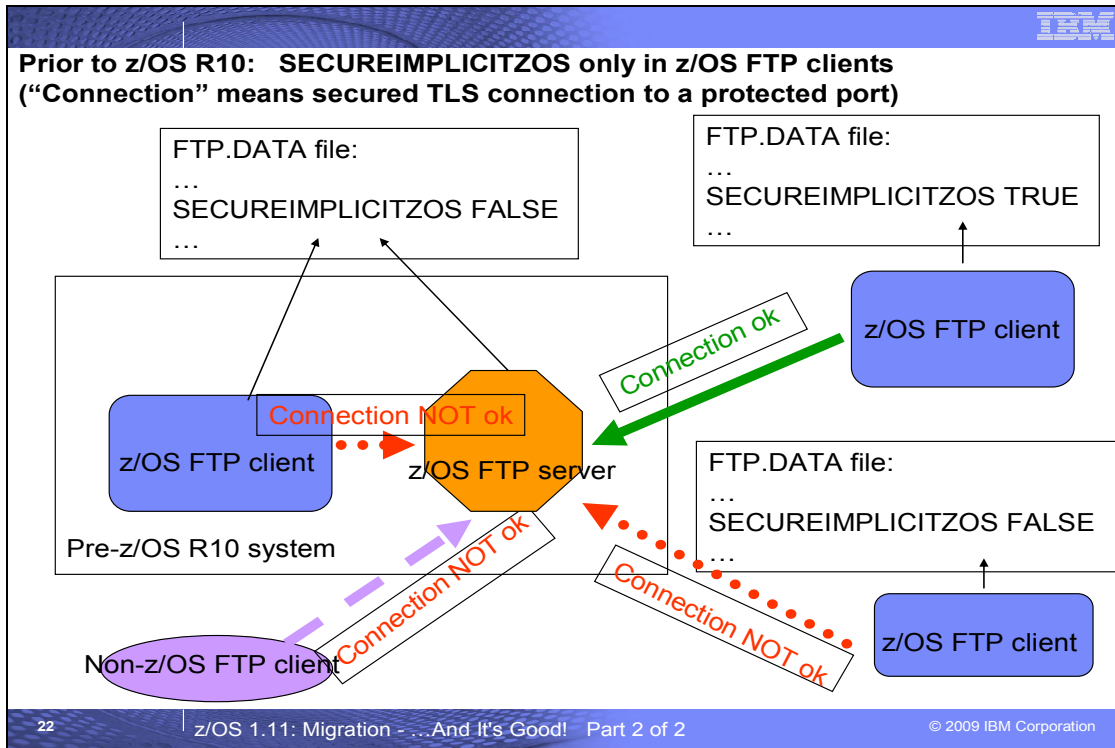 IBM
Prior to z/OS R10: SECUREIMPLICITZOS only in z/OS FTP clients
("Connection" means secured TLS connection to a protected port)
FTP.DATA file:
…
SECUREIMPLICITZOS FALSE
…
FTP.DATA file:
…
SECUREIMPLICITZOS TRUE
…
z/OS FTP client
Connection ok
Connection NOT ok
z/OS FTP client
z/OS FTP server
Pre-z/OS R10 system
FTP.DATA file:
…
SECUREIMPLICITZOS FALSE
…
Connection NOT ok
Connection NOT ok
Non-z/OS FTP client
z/OS FTP client
22
z/OS 1.11: Migration - …And It's Good! Part 2 of 2
© 2009 IBM Corporation